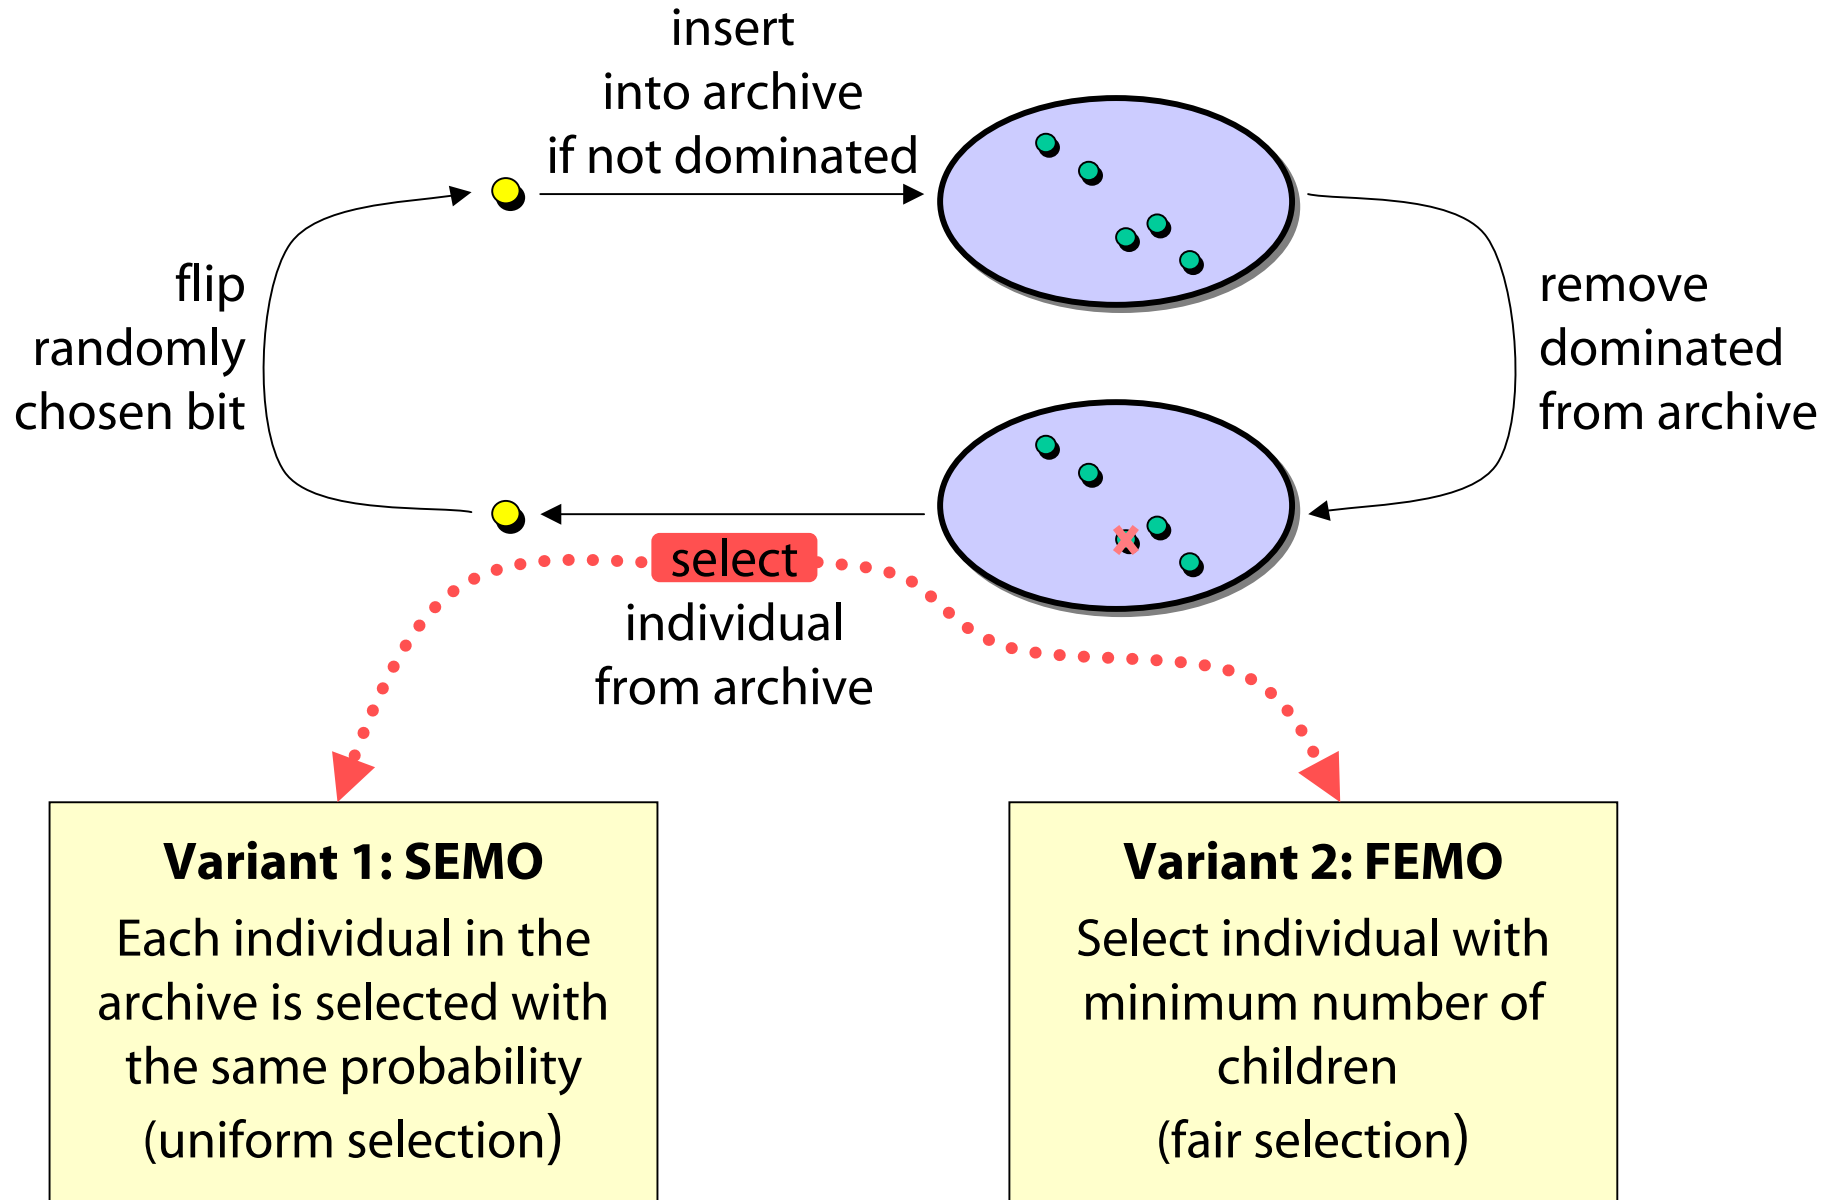 insert
into archive
if not dominated
flip
randomly
chosen bit
remove
dominated
from archive
select
individual
from archive
Variant 1: SEMO
Each individual in the
archive is selected with
the same probability
(uniform selection)
Variant 2: FEMO
Select individual with
minimum number of
children
(fair selection)